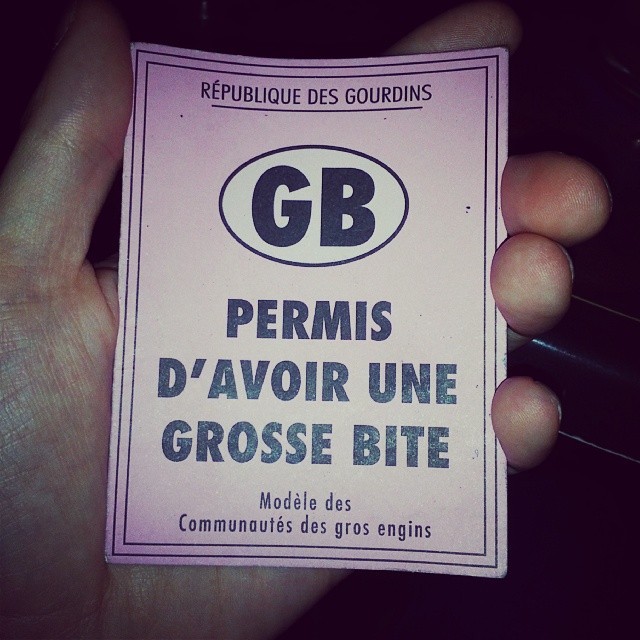 RÉPUBLIQUE DES GOURDINS
GB
PERMIS
D'AVOIR UNE
GROSSE BITE
Modèle des
Communautés des gros engins